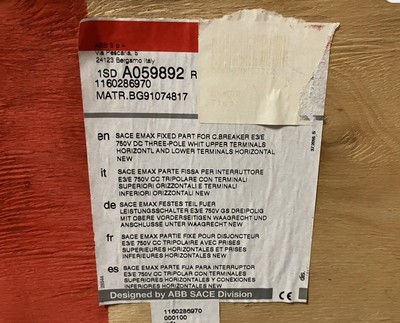 ABB S.p.A.
Via Pescaria, 5
24123 Bergamo Italy
1SD A059892 R
1160286970
MATR.BG91074817
en SACE EMAX FIXED PART FOR C.BREAKER E3/E
750V DC THREE-POLE WHIT UPPER TERMINALS
HORIZONTL AND LOWER TERMINALS HORIZONTAL
NEW
it SACE EMAX PARTE FISSA PER INTERRUTTORE
E3/E 750V CC TRIPOLARE CON TERMINALI
SUPERIORI ORIZZONTALI E TERMINALI
INFERIORI ORIZZONTALI NEW
de SACE EMAX FESTES TEIL FUER
LEISTUNGSSCHALTER E3/E 750V GS DREIPOLIG
MIT OBERE VORDERSEITIGEN WAAGRECHT UND
ANSCHLUSSE UNTER WAAGRECHT NEW
fr SACE EMAX PARTIE FIXE POUR DISJONCTEUR
E3/E 750V CC TRIPOLAIRE AVEC PRISES
SUPERIEURES HORIZONTALES ET PRISES
INFERIEURES HORIZONTALES NEW
es SACE EMAX PARTE FIJA PARA INTERRUPTOR
E3/E 750V CC TRIPOLAR CON TERMINALES
SUPERIORES HORIZONTALES Y CONEXIONES
INFERIORES HORIZONTALES NEW
Designed by ABB SACE Division
CE
dis.
1160286970
000100